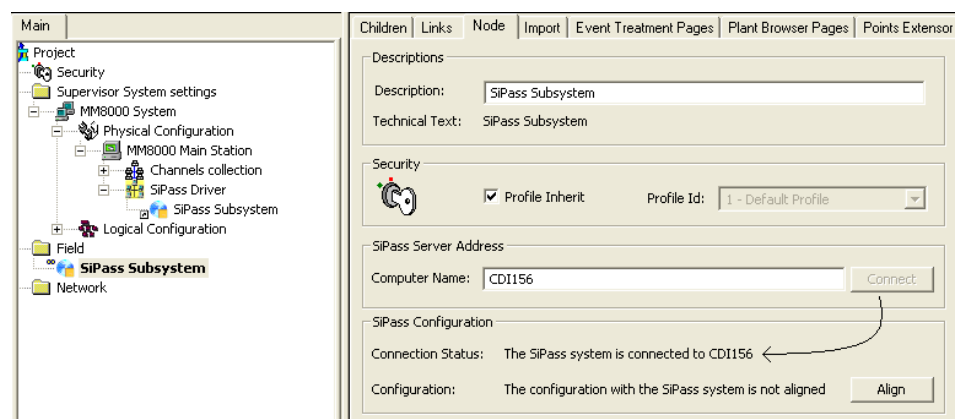 Main
Project
Security
Supervisor System settings
MM8000 System
Physical Configuration
MM8000 Main Station
Channels collection
SiPass Driver
SiPass Subsystem
Logical Configuration
Field
SiPass Subsystem
Network
Children Links Node Import Event Treatment Pages Plant Browser Pages Points Extensor
Descriptions
Description: SiPass Subsystem
Technical Text: SiPass Subsystem
Security
Profile Inherit Profile Id: 1 - Default Profile
SiPass Server Address
Computer Name: CDI156 Connect
SiPass Configuration
Connection Status: The SiPass system is connected to CDI156
Configuration: The configuration with the SiPass system is not aligned Align